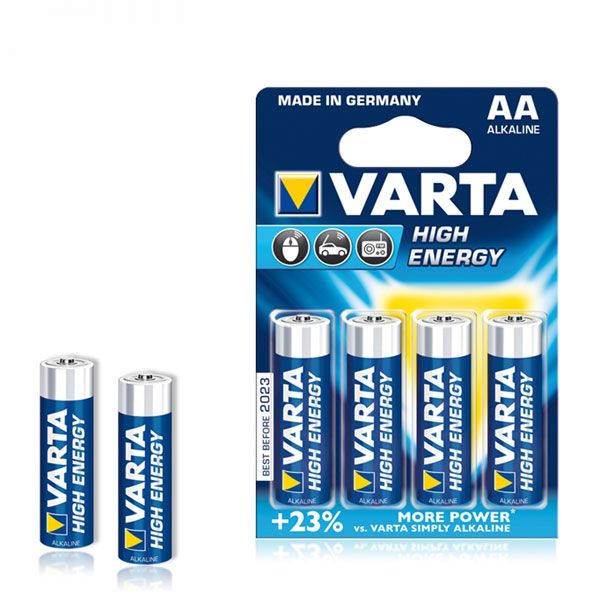 MADE IN GERMANY
AA
ALKALINE
VARTA
HIGH
ENERGY
BEST BEFORE 2023
VARTA
HIGH ENERGY
ALKALINE
VARTA
HIGH ENERGY
ALKALINE
VARTA
HIGH ENERGY
ALKALINE
VARTA
HIGH ENERGY
ALKALINE
+23%
MORE POWER*
vs. VARTA SIMPLY ALKALINE
VARTA
HIGH ENERGY
ALKALINE
VARTA
HIGH ENERGY
ALKALINE